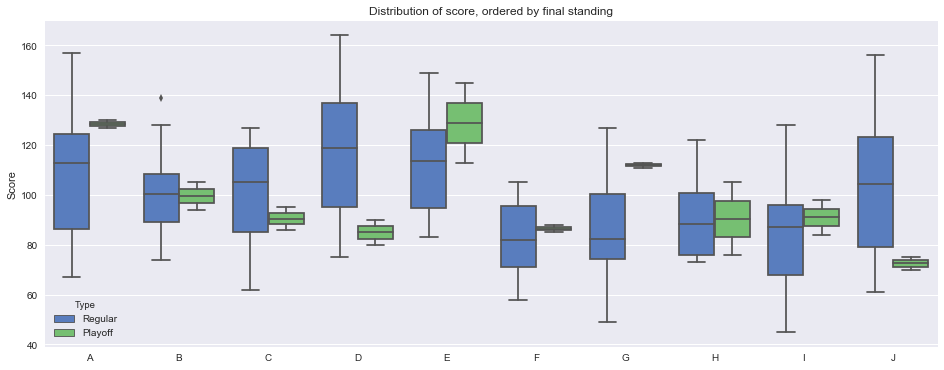 Distribution of score, ordered by final standing
Score
160
140
120
100
80
60
40
Type
Regular
Playoff
A B C D E F G H I J